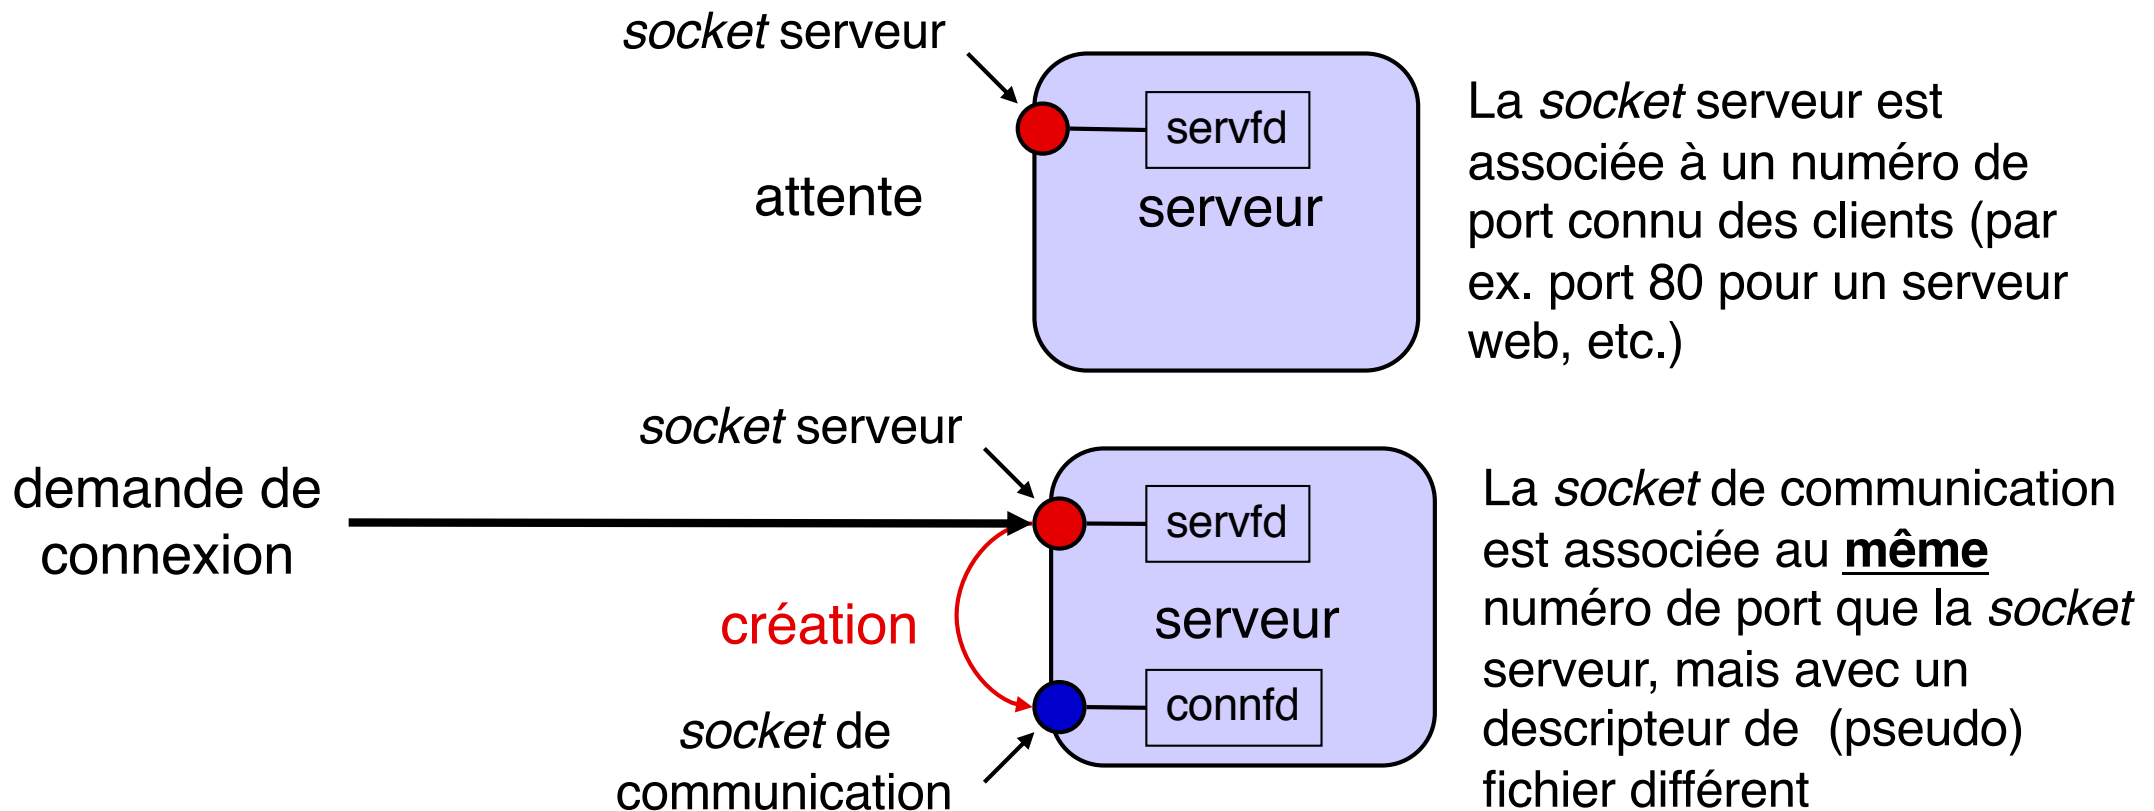 socket serveur
servfd
attente
serveur
La socket serveur est
associée à un numéro de
port connu des clients (par
ex. port 80 pour un serveur
web, etc.)
socket serveur
demande de
connexion
servfd
création
serveur
connfd
socket de
communication
La socket de communication
est associée au même
numéro de port que la socket
serveur, mais avec un
descripteur de (pseudo)
fichier différent